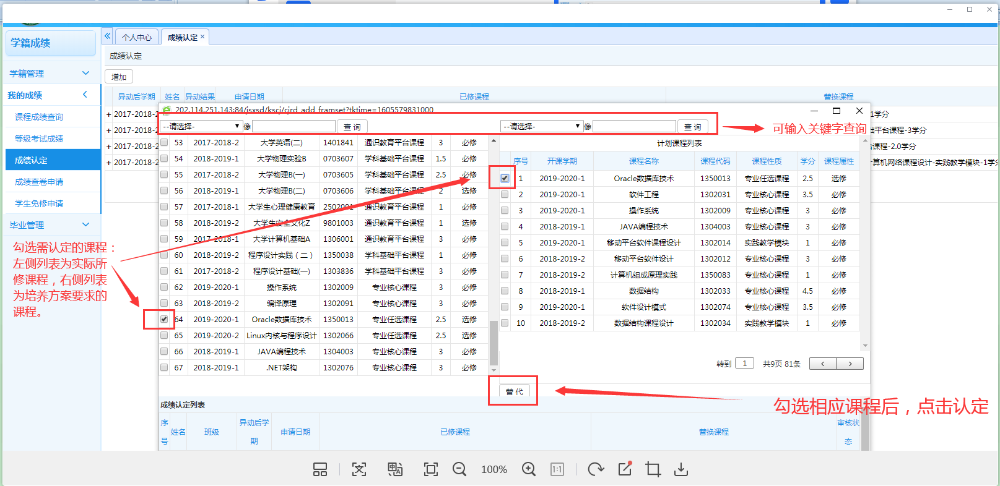 学籍成绩
学籍管理
我的成绩
课程成绩查询
等级考试成绩
成绩认定
成绩查卷申请
学生免修申请
毕业管理
个人中心
成绩认定 ×
成绩认定
增加
异动后学期 姓名 异动结果 申请日期 已修课程 替换课程
+ 2017-2018-2
+ 2017-2018-2
+ 2017-2018-2
+ 2017-2018-2
1学分
平台课程-3学分
课程-2.0学分
算机网络课程设计-实践教学模块-1学分
202.114.251.143:84/jsxsd/kscj/cjrd_add_framset?tktime=1605579831000
--请选择- 像 查 询
--请选择- 像 查 询
可输入关键字查询
53 2017-2018-2 大学英语(二) 1401841 通识教育平台课程 3 必修
54 2018-2019-1 大学物理实验B 0703607 学科基础平台课程 1.5 必修
55 2017-2018-2 大学物理B(一) 0703605 学科基础平台课程 2.5 必修
56 2018-2019-1 大学物理B(二) 0703606 学科基础平台课程 2 选修
57 2017-2018-1 大学生心理健康教育 2502001 通识教育平台课程 1 必修
58 2018-2019-2 大学生安全文化Z 9801003 通识教育平台课程 1 选修
59 2017-2018-1 大学计算机基础A 1306001 通识教育平台课程 3 必修
60 2018-2019-2 程序设计实践（二） 1350038 学科基础平台课程 1 必修
61 2017-2018-2 程序设计基础(一) 1303836 学科基础平台课程 3 必修
62 2019-2020-1 操作系统 1302009 专业核心课程 3 必修
63 2018-2019-2 编译原理 1302091 专业核心课程 3 必修
64 2019-2020-1 Oracle数据库技术 1350013 专业任选课程 2.5 选修
65 2019-2020-2 Linux内核与程序设计 1302066 专业任选课程 2.5 选修
66 2018-2019-1 JAVA编程技术 1304003 专业核心课程 3 必修
67 2018-2019-1 .NET架构 1302076 专业核心课程 3 必修
计划课程列表
序号 开课学期 课程名称 课程代码 课程性质 学分 课程属性
1 2019-2020-1 Oracle数据库技术 1350013 专业任选课程 2.5 选修
2 2019-2020-1 软件工程 1302031 专业核心课程 3.5 必修
3 2019-2020-1 操作系统 1302009 专业核心课程 3 必修
4 2018-2019-1 JAVA编程技术 1304003 专业核心课程 3 必修
5 2019-2020-1 移动平台软件课程设计 1302014 实践教学模块 1 必修
6 2018-2019-2 移动平台软件设计 1302012 专业核心课程 3 必修
7 2018-2019-2 计算机组成原理实践 1350083 专业核心课程 1 必修
8 2018-2019-1 数据结构 1302033 专业核心课程 4.5 必修
9 2019-2020-1 软件设计模式 1302074 专业核心课程 3.5 必修
10 2018-2019-2 数据结构课程设计 1302034 实践教学模块 1 必修
转到 1 共9页 81条
替 代
勾选需认定的课程：
左侧列表为实际所
修课程，右侧列表
为培养方案要求的
课程。
勾选相应课程后，点击认定
成绩认定列表
序号 姓名 班级 异动后学期 申请日期 已修课程 替换课程 审核状态
100%
1:1